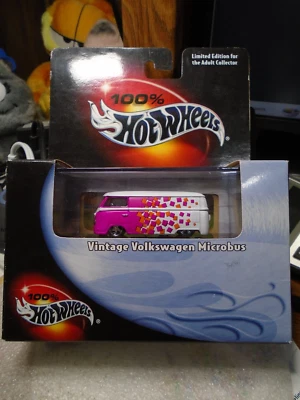 Limited Edition for
the Adult Collector
100%
Hot Wheels
Vintage Volkswagen Microbus
100%
Hot Wheels